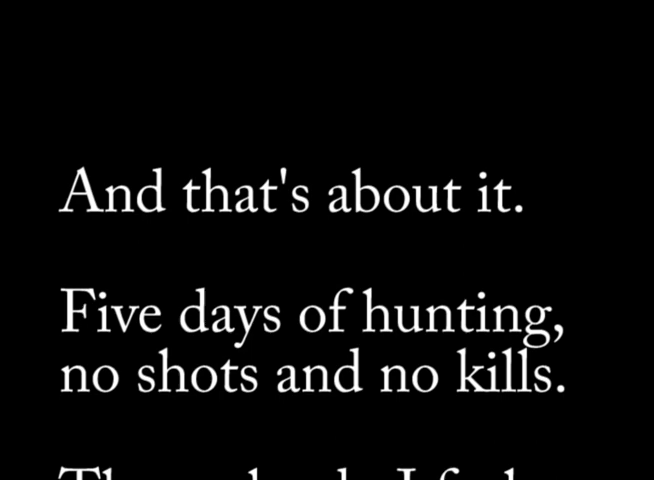 And that's about it.
Five days of hunting,
no shots and no kills.